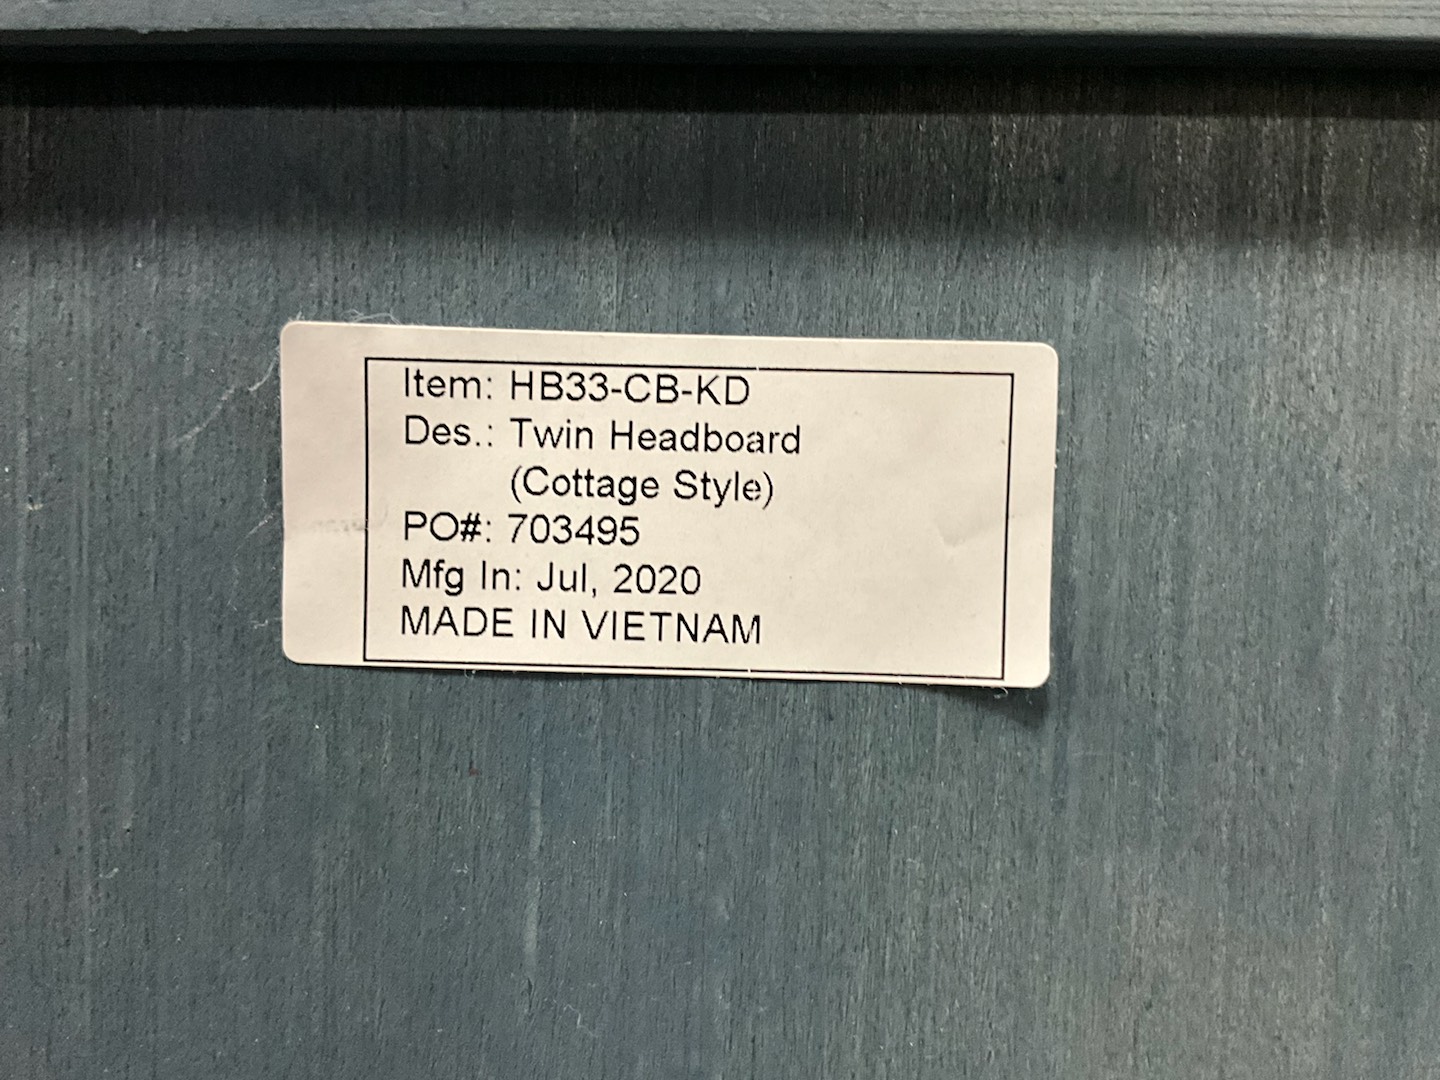 Item: HB33-CB-KD
Des.: Twin Headboard
(Cottage Style)
PO#: 703495
Mfg In: Jul, 2020
MADE IN VIETNAM